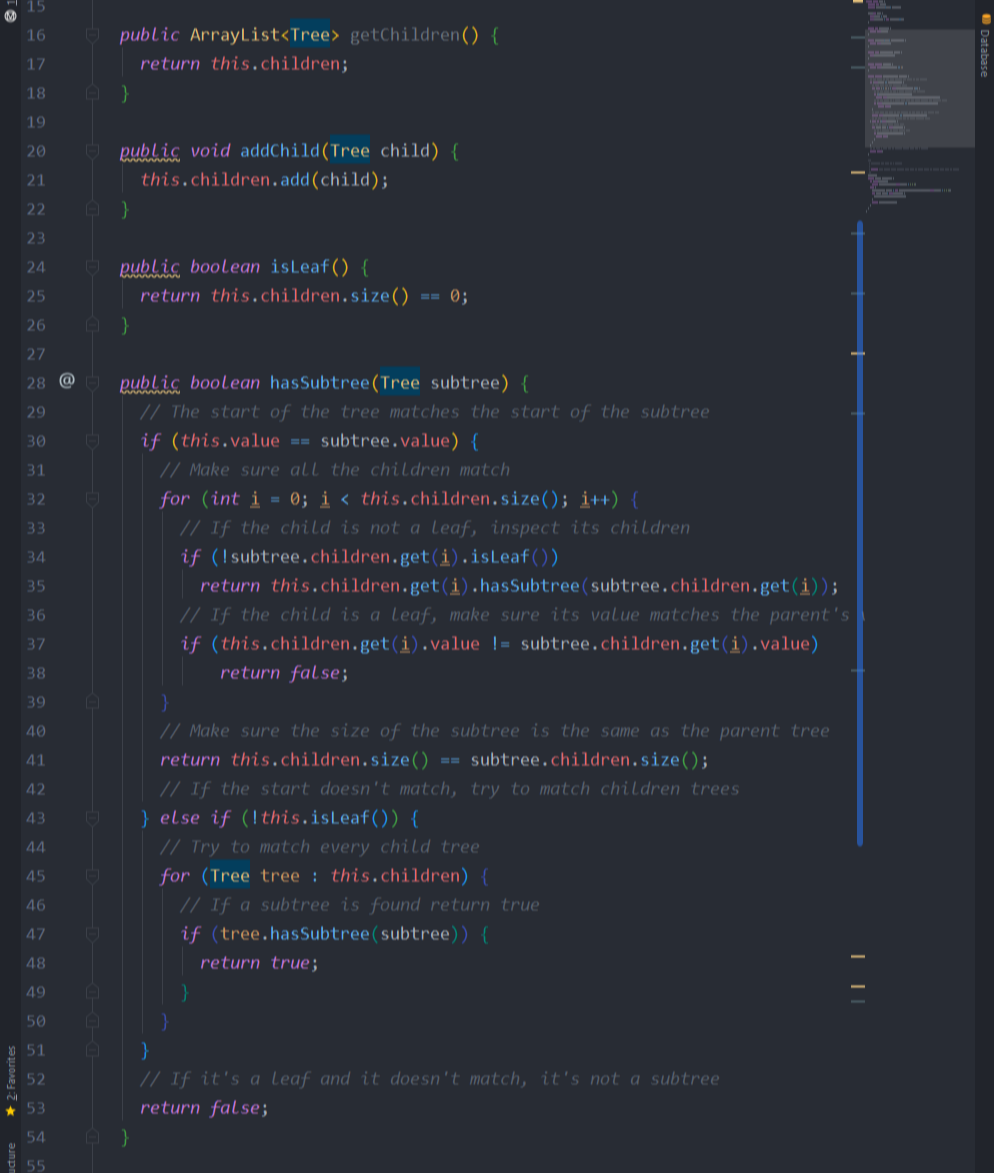 15
16 public ArrayList<Tree> getChildren() {
17 return this.children;
18 }
19
20 public void addChild(Tree child) {
21 this.children.add(child);
22 }
23
24 public boolean isLeaf() {
25 return this.children.size() == 0;
26 }
27
28 @ public boolean hasSubtree(Tree subtree) {
29 // The start of the tree matches the start of the subtree
30 if (this.value == subtree.value) {
31 // Make sure all the children match
32 for (int i = 0; i < this.children.size(); i++) {
33 // If the child is not a leaf, inspect its children
34 if (!subtree.children.get(i).isLeaf())
35 return this.children.get(i).hasSubtree(subtree.children.get(i));
36 // If the child is a leaf, make sure its value matches the parent's
37 if (this.children.get(i).value != subtree.children.get(i).value)
38 return false;
39 }
40 // Make sure the size of the subtree is the same as the parent tree
41 return this.children.size() == subtree.children.size();
42 // If the start doesn't match, try to match children trees
43 } else if (!this.isLeaf()) {
44 // Try to match every child tree
45 for (Tree tree : this.children) {
46 // If a subtree is found return true
47 if (tree.hasSubtree(subtree)) {
48 return true;
49 }
50 }
51 }
52 // If it's a leaf and it doesn't match, it's not a subtree
53 return false;
54 }
55
Database
2: Favorites